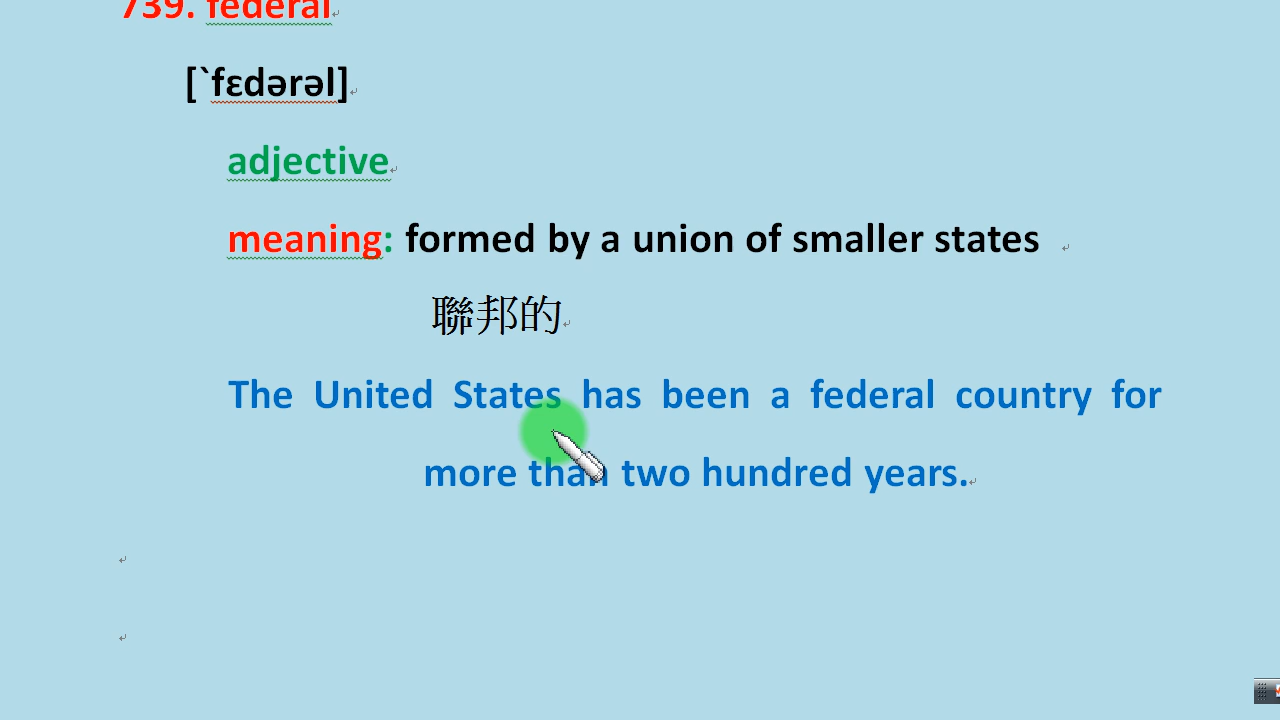 739. federal
[`fɛdərəl]
adjective
meaning: formed by a union of smaller states
聯邦的
The United States has been a federal country for
more than two hundred years.